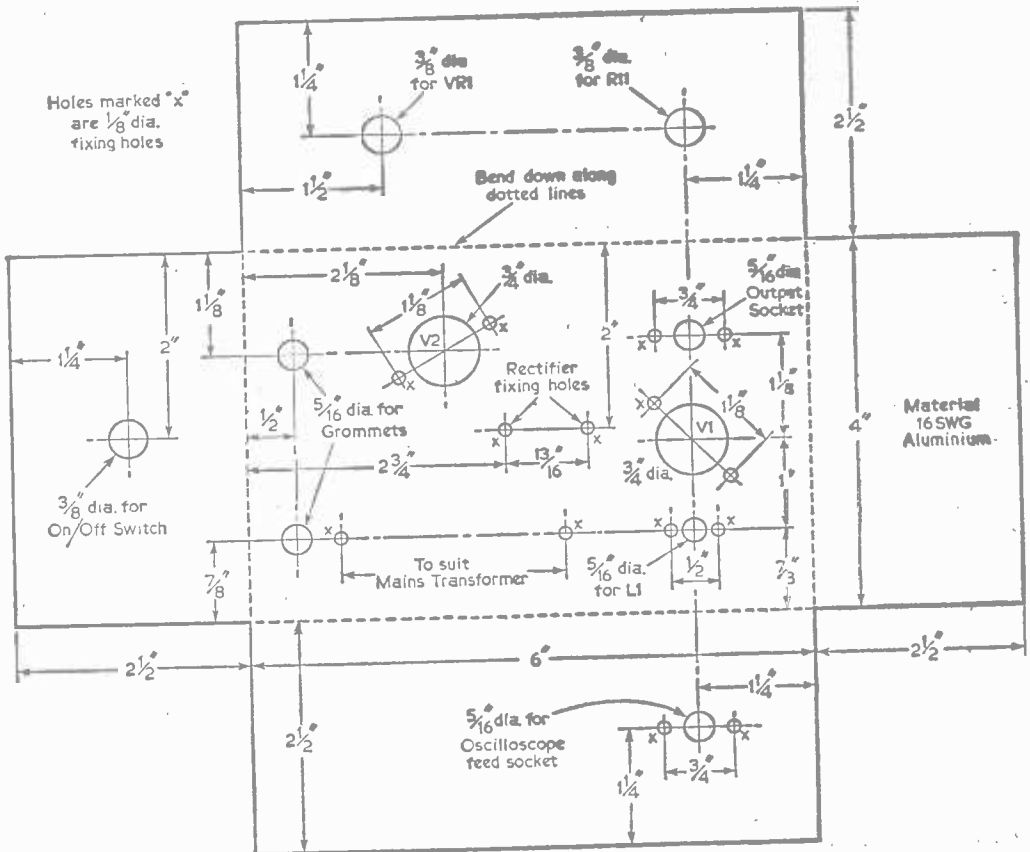 Holes marked "x"
are 1/8" dia.
fixing holes
1 1/4"
3/8" dia
for VR1
3/8" dia.
for R11
2 1/2"
1 1/2"
Bend down along
dotted lines
1 1/4"
2 1/8"
1 1/8"
3/4" dia.
5/16" dia
Output
Socket
3/4"
1 1/8"
2"
2"
V2
x
x
x
x
1 1/4"
Rectifier
fixing holes
1 1/8"
1 1/8"
x
5/16" dia. for
Grommets
1/2"
x
x
V1
4"
Material
16 SWG
Aluminium
2 3/4"
13/16"
3/4" dia.
1"
x
3/8" dia. for
On/Off Switch
x
x
x
x
7/8"
To suit
Mains Transformer
5/16" dia.
for L1
1/2"
7/3"
2 1/2"
6"
2 1/2"
1 1/4"
2 1/2"
5/16" dia. for
Oscilloscope
feed socket
x
x
3/4"
1 1/4"